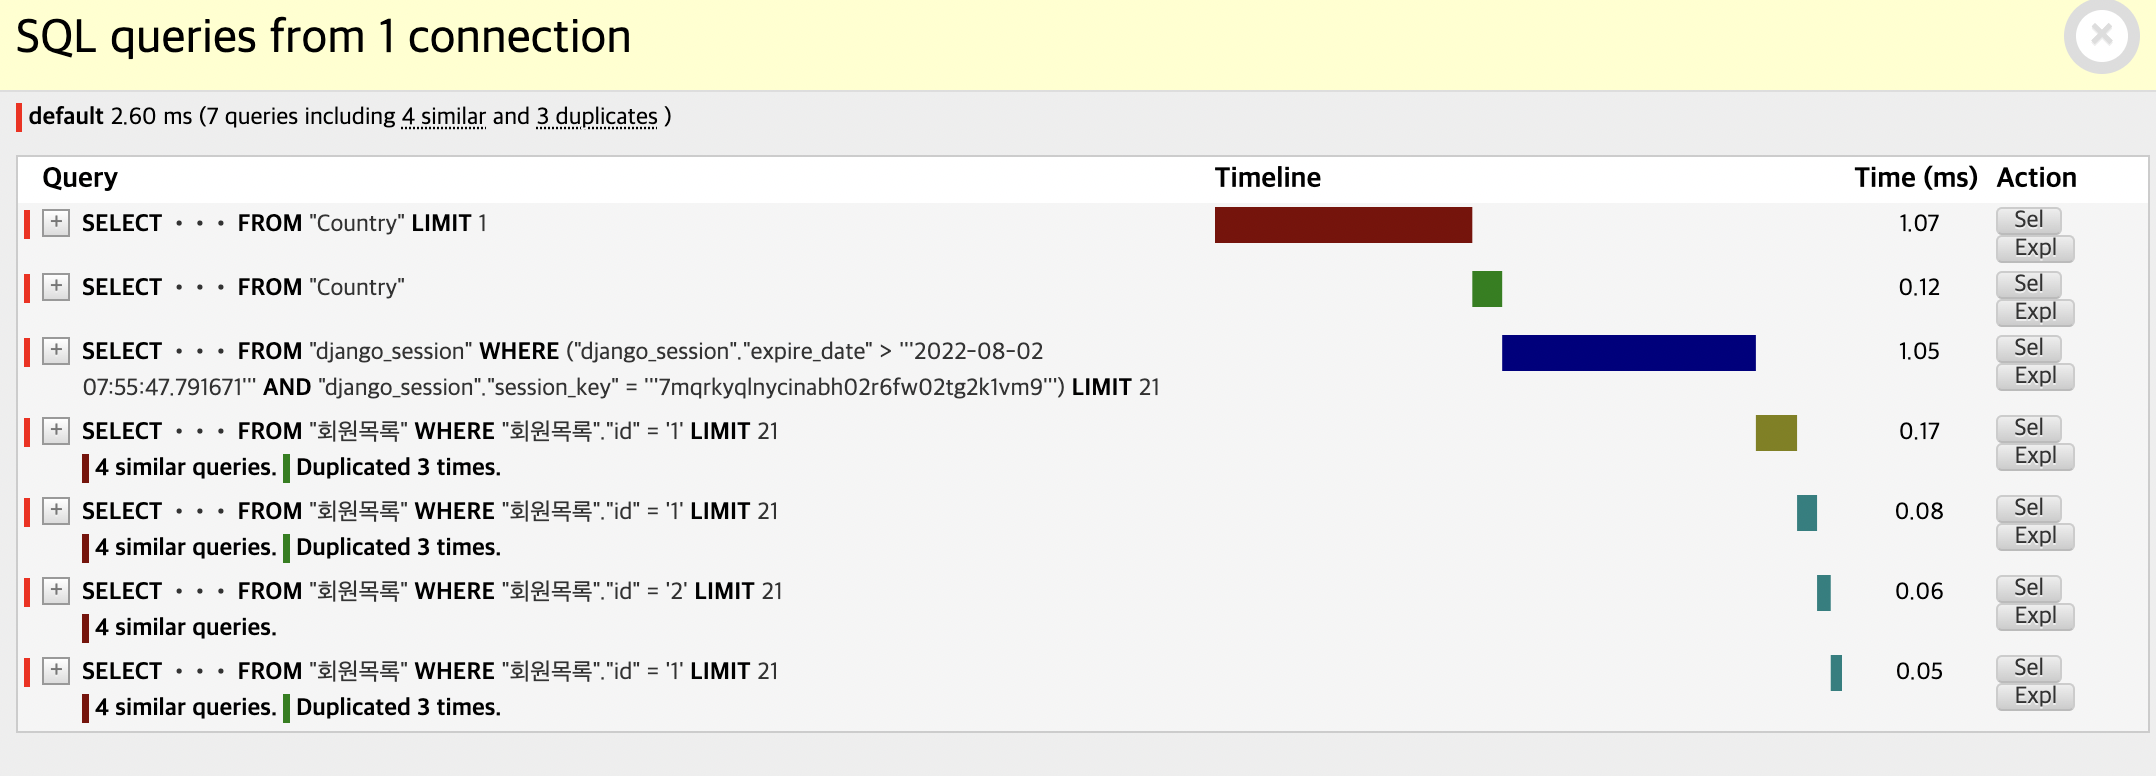 SQL queries from 1 connection
default 2.60 ms (7 queries including 4 similar and 3 duplicates )
Query Timeline Time (ms) Action
+ SELECT ··· FROM "Country" LIMIT 1 1.07 Sel
Expl
+ SELECT ··· FROM "Country" 0.12 Sel
Expl
+ SELECT ··· FROM "django_session" WHERE ("django_session"."expire_date" > '''2022-08-02 1.05 Sel
07:55:47.791671''' AND "django_session"."session_key" = '''7mqrkyqlnycinabh02r6fw02tg2k1vm9''') LIMIT 21 Expl
+ SELECT ··· FROM "회원목록" WHERE "회원목록"."id" = '1' LIMIT 21 0.17 Sel
4 similar queries. Duplicated 3 times. Expl
+ SELECT ··· FROM "회원목록" WHERE "회원목록"."id" = '1' LIMIT 21 0.08 Sel
4 similar queries. Duplicated 3 times. Expl
+ SELECT ··· FROM "회원목록" WHERE "회원목록"."id" = '2' LIMIT 21 0.06 Sel
4 similar queries. Expl
+ SELECT ··· FROM "회원목록" WHERE "회원목록"."id" = '1' LIMIT 21 0.05 Sel
4 similar queries. Duplicated 3 times. Expl